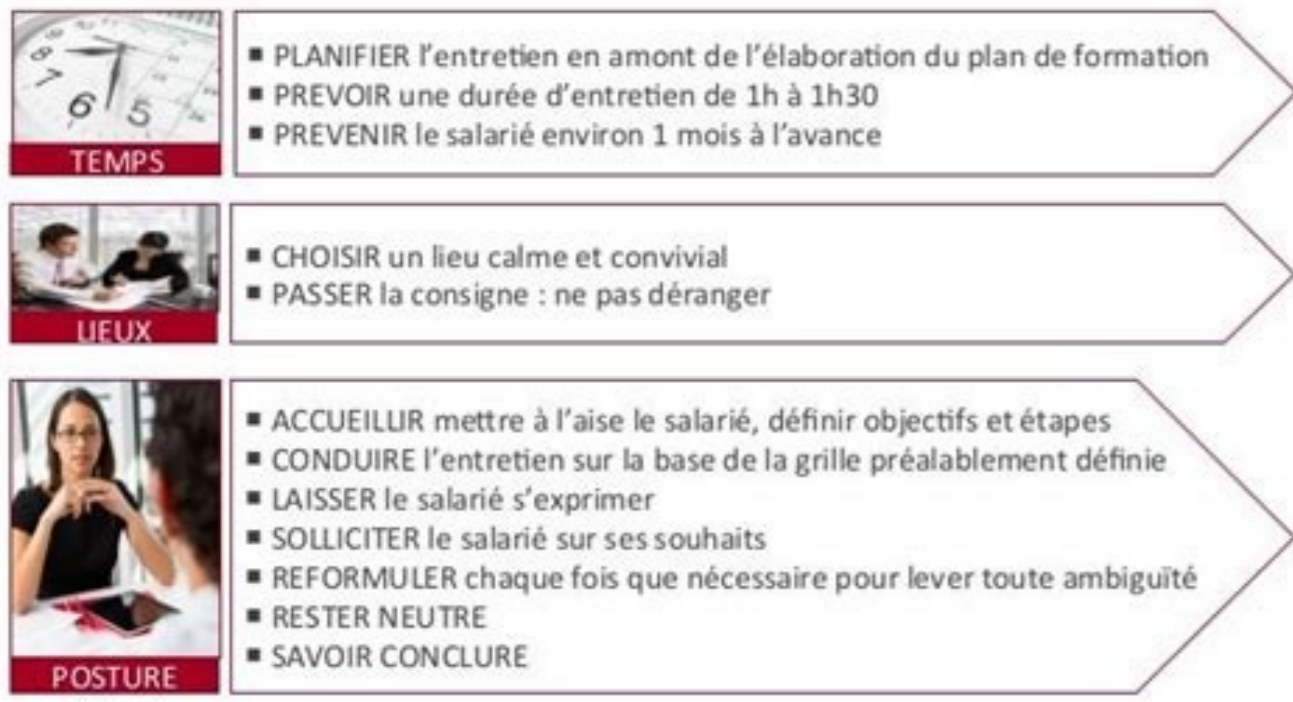 ■ PLANIFIER l'entretien en amont de l'élaboration du plan de formation
■ PREVOIR une durée d'entretien de 1h à 1h30
■ PREVENIR le salarié environ 1 mois à l'avance
8
7
6
5
TEMPS
■ CHOISIR un lieu calme et convivial
■ PASSER la consigne : ne pas déranger
LIEUX
■ ACCUEILLIR mettre à l'aise le salarié, définir objectifs et étapes
■ CONDUIRE l'entretien sur la base de la grille préalablement définie
■ LAISSER le salarié s'exprimer
■ SOLLICITER le salarié sur ses souhaits
■ REFORMULER chaque fois que nécessaire pour lever toute ambiguïté
■ RESTER NEUTRE
■ SAVOIR CONCLURE
POSTURE